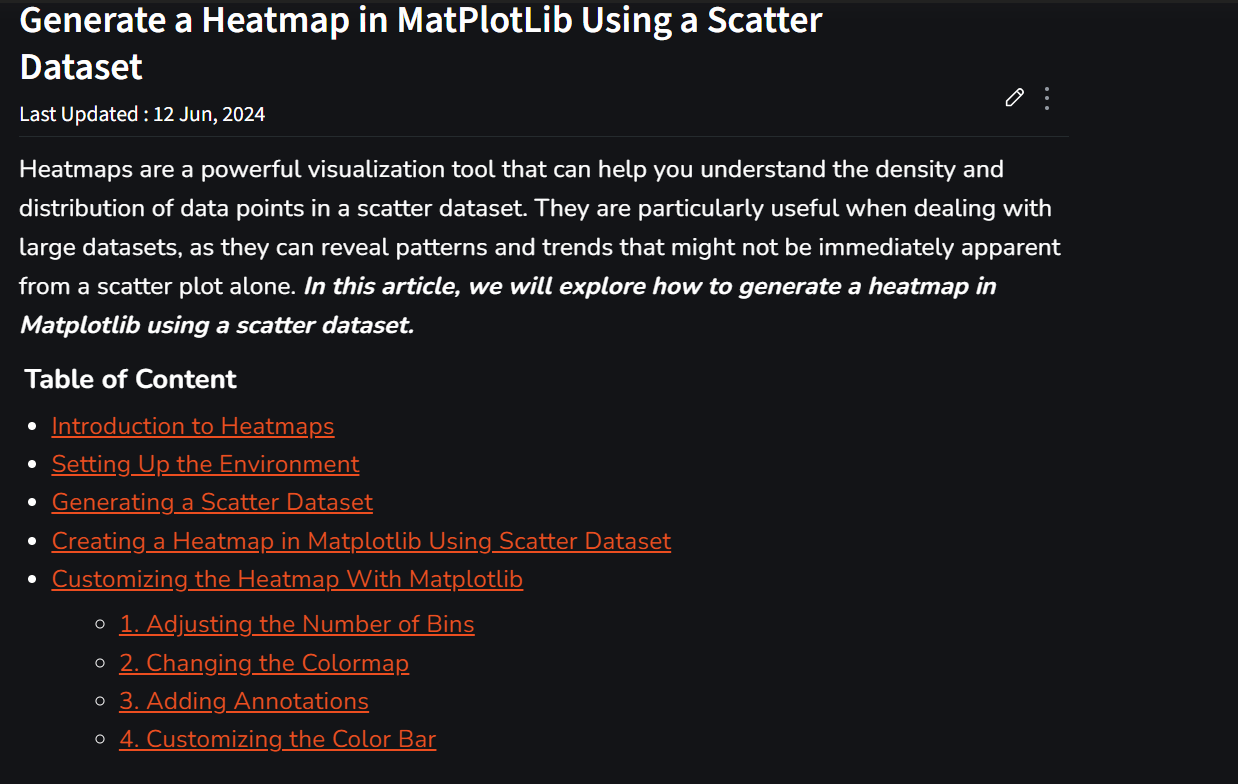 Generate a Heatmap in MatPlotLib Using a Scatter
Dataset
Last Updated : 12 Jun, 2024
Heatmaps are a powerful visualization tool that can help you understand the density and
distribution of data points in a scatter dataset. They are particularly useful when dealing with
large datasets, as they can reveal patterns and trends that might not be immediately apparent
from a scatter plot alone. In this article, we will explore how to generate a heatmap in
Matplotlib using a scatter dataset.
Table of Content
Introduction to Heatmaps
Setting Up the Environment
Generating a Scatter Dataset
Creating a Heatmap in Matplotlib Using Scatter Dataset
Customizing the Heatmap With Matplotlib
1. Adjusting the Number of Bins
2. Changing the Colormap
3. Adding Annotations
4. Customizing the Color Bar